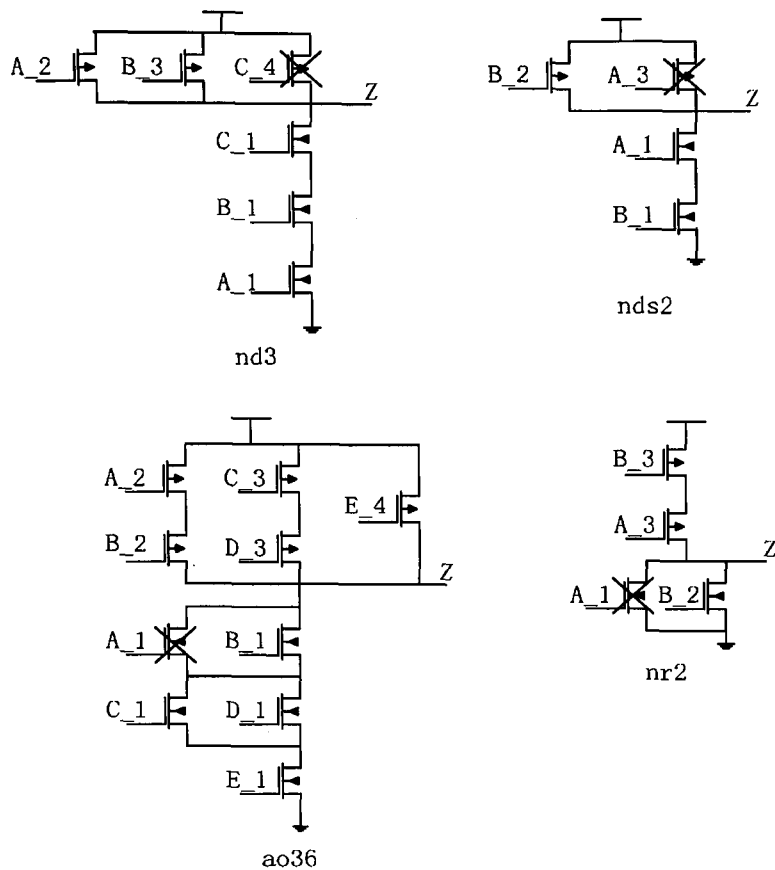 A_2 B_3 C_4
Z
C_1
B_1
A_1
nd3
B_2 A_3
Z
A_1
B_1
nds2
A_2 C_3
E_4
B_2 D_3
Z
A_1 B_1
C_1 D_1
E_1
ao36
B_3
A_3
Z
A_1 B_2
nr2